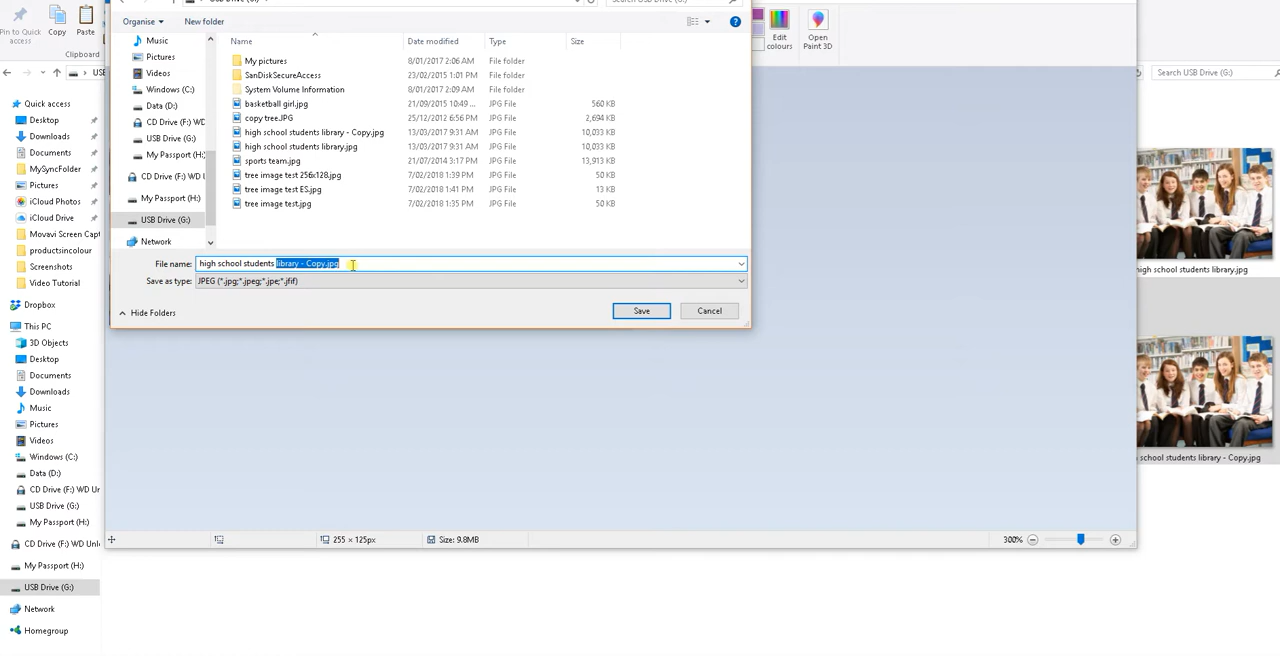 Pin to Quick access
Copy
Paste
Clipboard
USB Drive (G:)
Search USB Drive (G:)
Edit colours
Open Paint 3D
Organise
New folder
USB
Search USB Drive (G:)
Quick access
Desktop
Downloads
Documents
MySyncFolder
Pictures
iCloud Photos
iCloud Drive
Movavi Screen Capt
productsincolour
Screenshots
Video Tutorial
Dropbox
This PC
3D Objects
Desktop
Documents
Downloads
Music
Pictures
Videos
Windows (C:)
Data (D:)
CD Drive (F:) WD Un
USB Drive (G:)
My Passport (H:)
CD Drive (F:) WD Unlo
My Passport (H:)
USB Drive (G:)
Network
Homegroup
Music
Pictures
Videos
Windows (C:)
Data (D:)
CD Drive (F:) WD
USB Drive (G:)
My Passport (H:)
CD Drive (F:) WD U
My Passport (H:)
USB Drive (G:)
Network
Name Date modified Type Size
My pictures 8/01/2017 2:06 AM File folder
SanDiskSecureAccess 23/02/2015 1:01 PM File folder
System Volume Information 8/01/2017 2:09 AM File folder
basketball girl.jpg 21/09/2015 10:49 ... JPG File 560 KB
copy tree.JPG 25/12/2012 6:56 PM JPG File 2,694 KB
high school students library - Copy.jpg 13/03/2017 9:31 AM JPG File 10,033 KB
high school students library.jpg 13/03/2017 9:31 AM JPG File 10,033 KB
sports team.jpg 21/07/2014 3:17 PM JPG File 13,913 KB
tree image test 256x128.jpg 7/02/2018 1:39 PM JPG File 50 KB
tree image test ES.jpg 7/02/2018 1:41 PM JPG File 13 KB
tree image test.jpg 7/02/2018 1:35 PM JPG File 50 KB
File name: high school students library - Copy.jpg
Save as type: JPEG (*.jpg;*.jpeg;*.jpe;*.jfif)
Hide Folders
Save
Cancel
high school students library.jpg
school students library - Copy.jpg
255 × 125px
Size: 9.8MB
300%